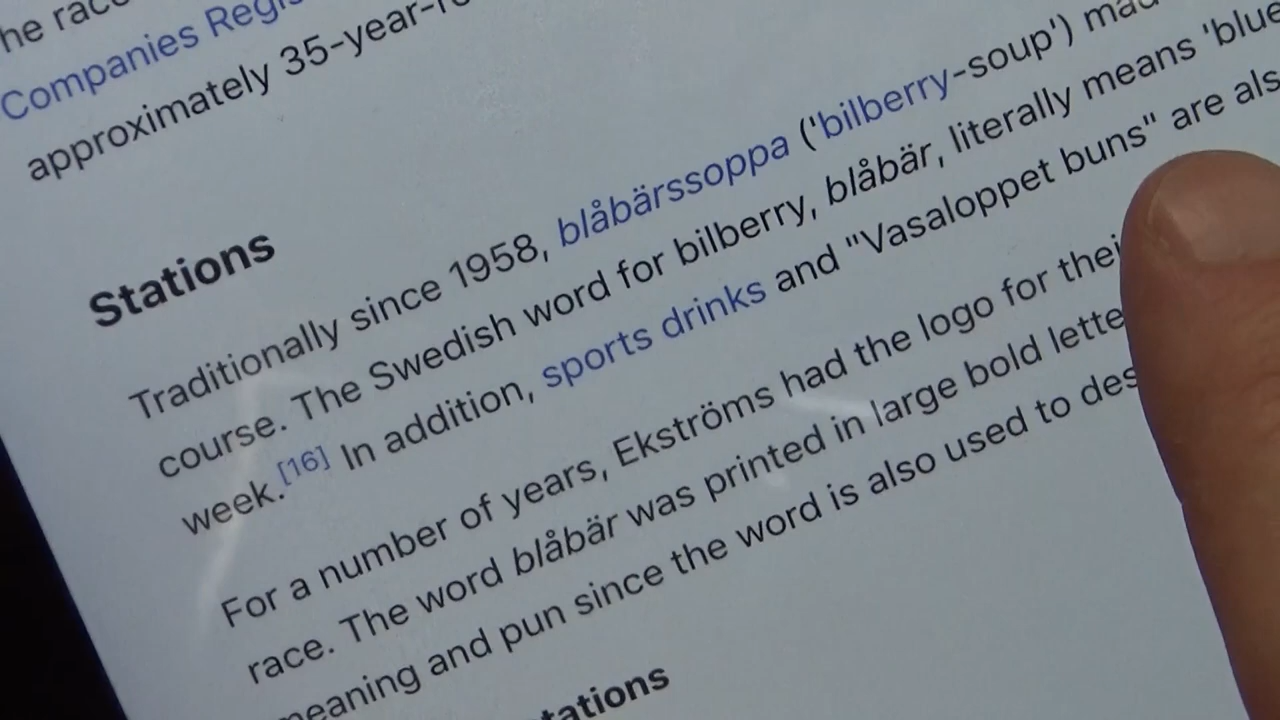 he race
Companies Regis
approximately 35-year-
Stations
Traditionally since 1958, blåbärssoppa ('bilberry-soup') mad
course. The Swedish word for bilberry, blåbär, literally means 'blue
week.[16] In addition, sports drinks and "Vasaloppet buns" are als
For a number of years, Ekströms had the logo for thei
race. The word blåbär was printed in large bold lette
meaning and pun since the word is also used to des
tations